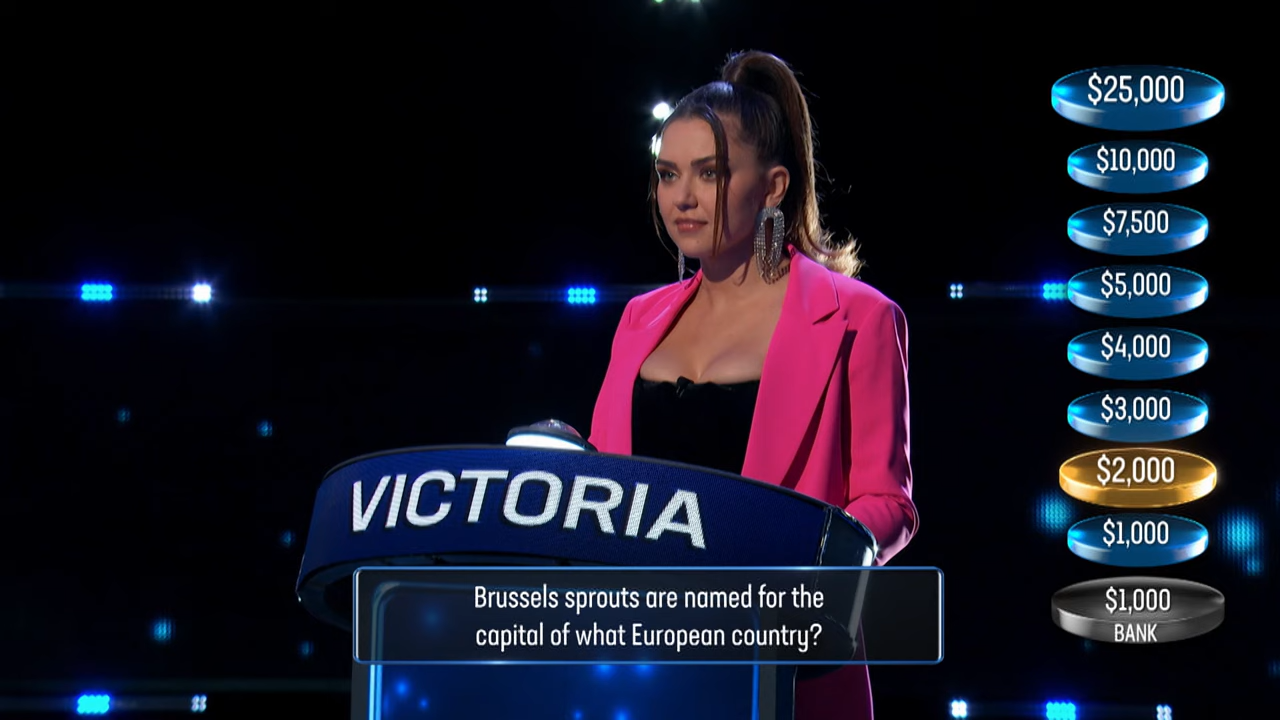 $25,000
$10,000
$7,500
$5,000
$4,000
$3,000
$2,000
$1,000
$1,000
BANK
VICTORIA
Brussels sprouts are named for the
capital of what European country?